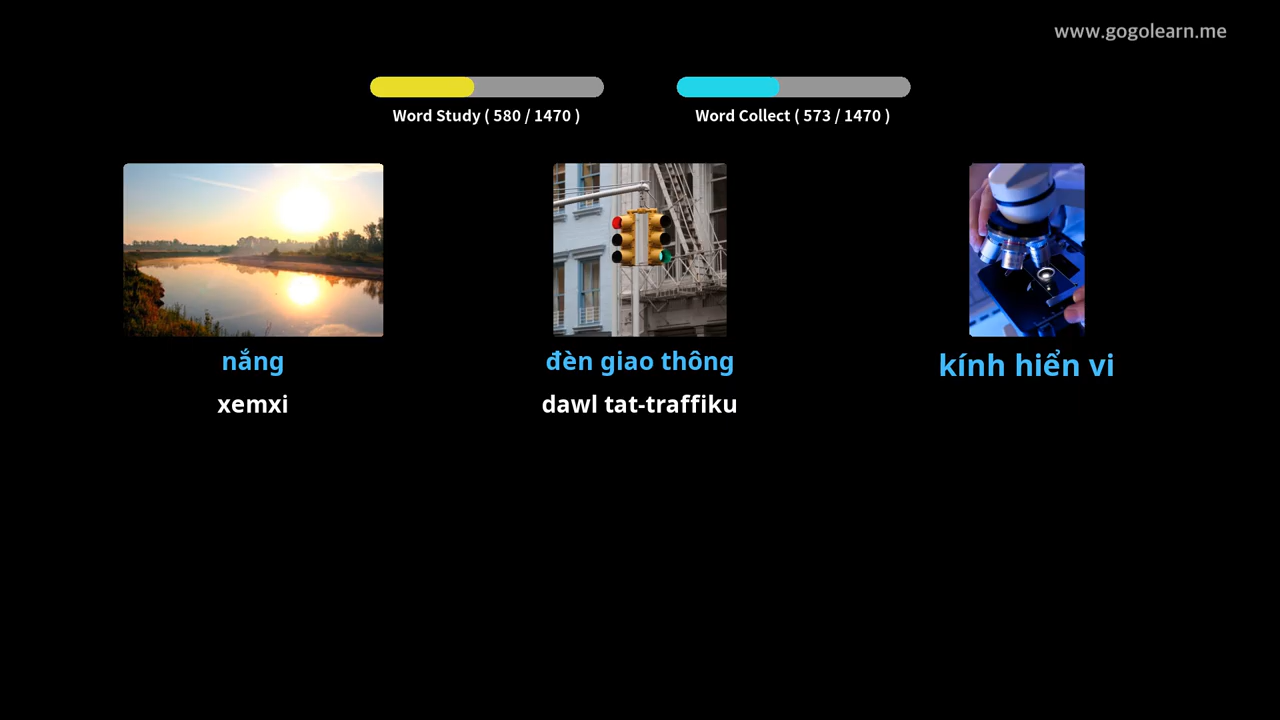 www.gogolearn.me
Word Study ( 580 / 1470 )
Word Collect ( 573 / 1470 )
nắng
đèn giao thông
kính hiển vi
xemxi
dawl tat-traffiku